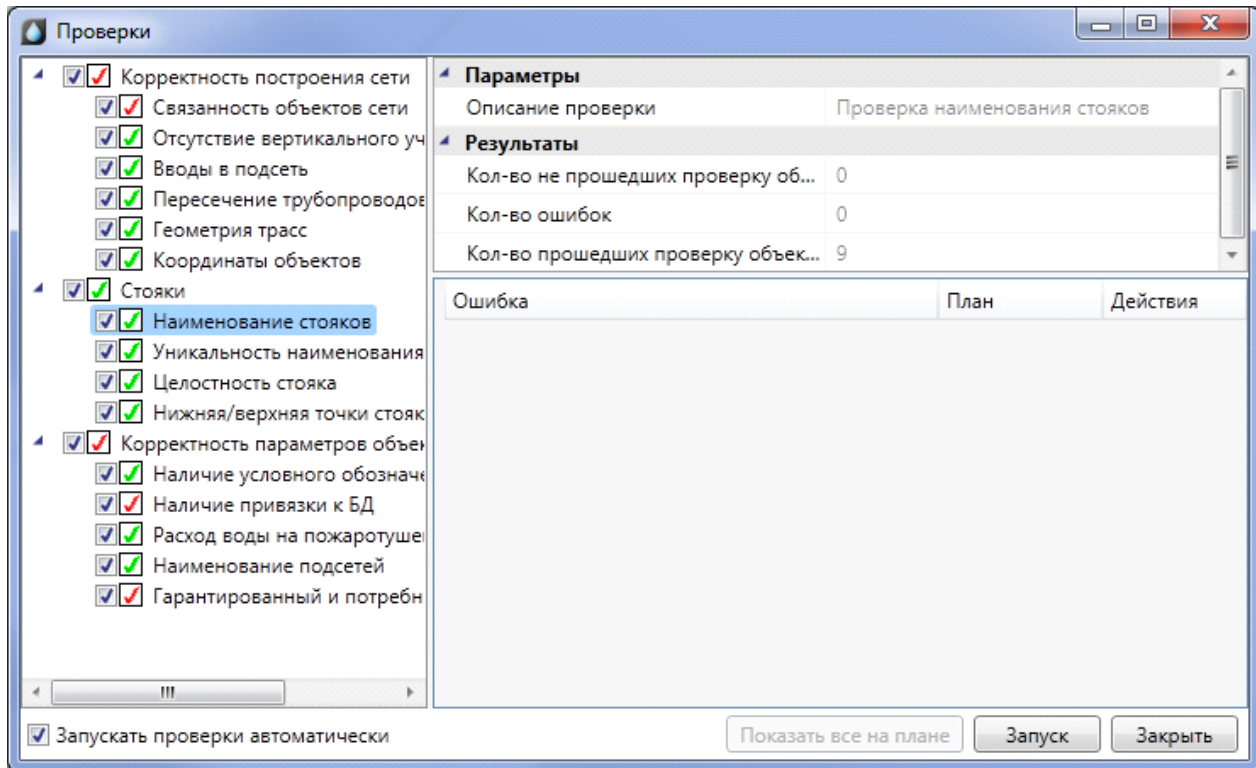 Проверки
Корректность построения сети
Связанность объектов сети
Отсутствие вертикального уч
Вводы в подсеть
Пересечение трубопроводов
Геометрия трасс
Координаты объектов
Стояки
Наименование стояков
Уникальность наименования
Целостность стояка
Нижняя/верхняя точки стояк
Корректность параметров объек
Наличие условного обозначе
Наличие привязки к БД
Расход воды на пожаротушен
Наименование подсетей
Гарантированный и потребн
Параметры
Описание проверки Проверка наименования стояков
Результаты
Кол-во не прошедших проверку об... 0
Кол-во ошибок 0
Кол-во прошедших проверку объек... 9
Ошибка План Действия
Запускать проверки автоматически
Показать все на плане Запуск Закрыть